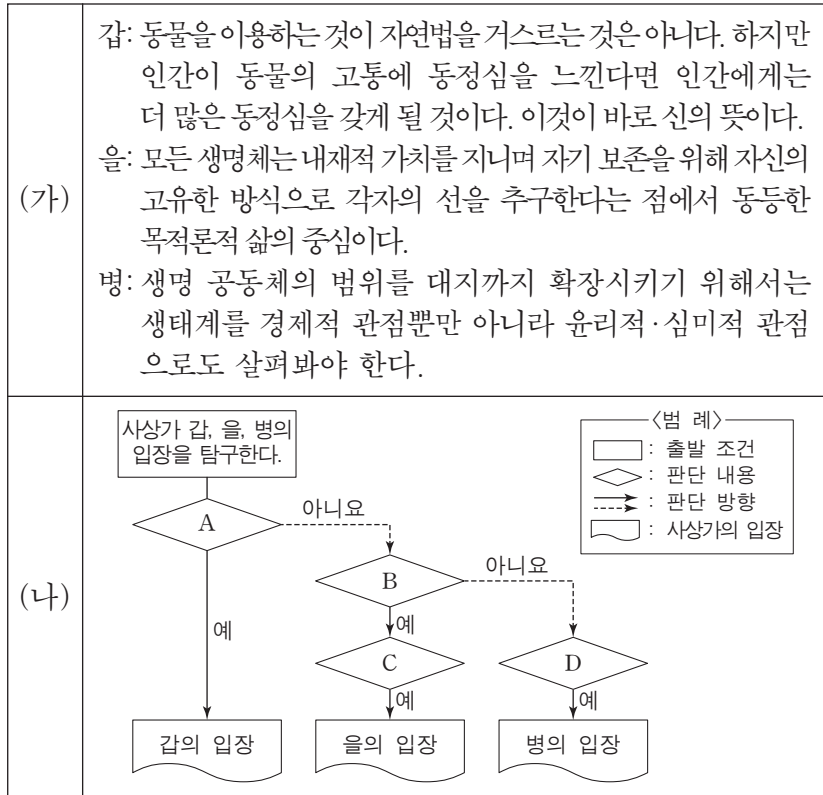 (가)
갑: 동물을 이용하는 것이 자연법을 거스르는 것은 아니다. 하지만
인간이 동물의 고통에 동정심을 느낀다면 인간에게는
더 많은 동정심을 갖게 될 것이다. 이것이 바로 신의 뜻이다.
을: 모든 생명체는 내재적 가치를 지니며 자기 보존을 위해 자신의
고유한 방식으로 각자의 선을 추구한다는 점에서 동등한
목적론적 삶의 중심이다.
병: 생명 공동체의 범위를 대지까지 확장시키기 위해서는
생태계를 경제적 관점뿐만 아니라 윤리적·심미적 관점
으로도 살펴봐야 한다.
(나)
사상가 갑, 을, 병의
입장을 탐구한다.
〈범 례〉
: 출발 조건
: 판단 내용
: 판단 방향
: 사상가의 입장
A
아니요
B
아니요
예
예
C
D
예
예
갑의 입장
을의 입장
병의 입장